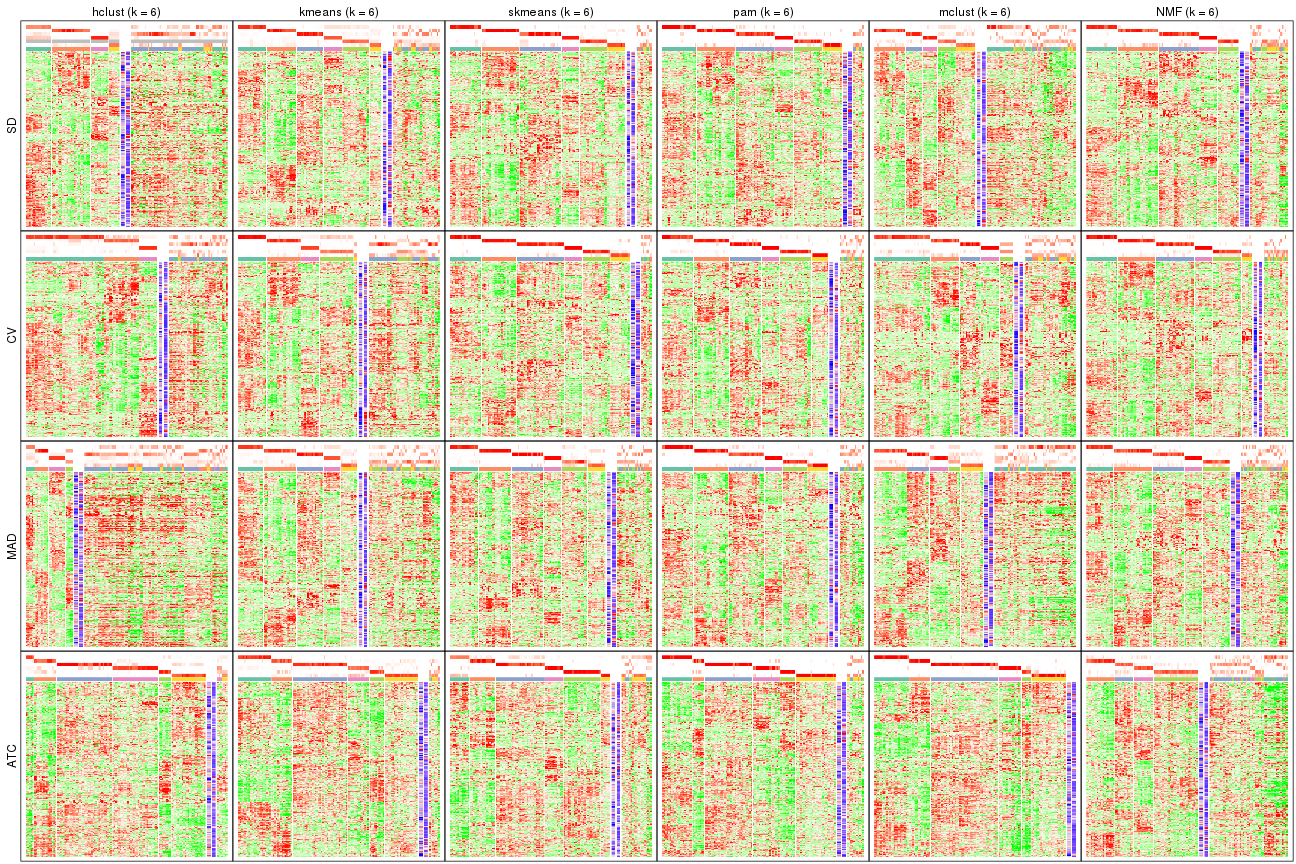 hclust (k = 6)
kmeans (k = 6)
skmeans (k = 6)
pam (k = 6)
mclust (k = 6)
NMF (k = 6)
SD
CV
MAD
ATC